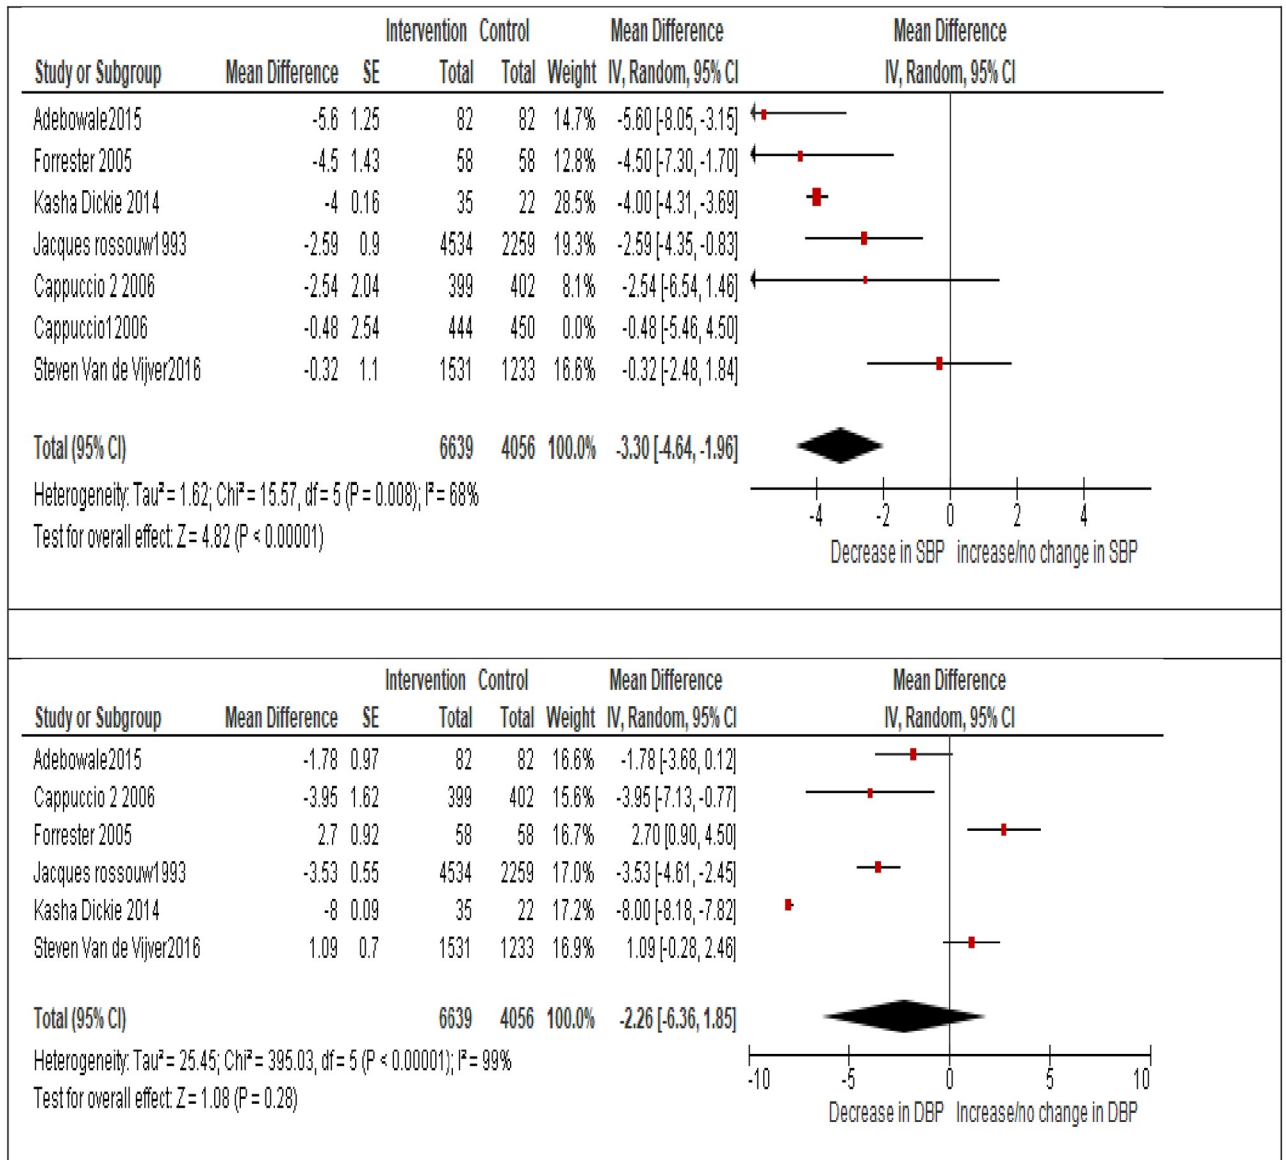 Intervention Control Mean Difference Mean Difference
Study or Subgroup Mean Difference SE Total Total Weight IV, Random, 95% CI IV, Random, 95% CI
Adebowale2015 -5.6 1.25 82 82 14.7% -5.60 [-8.05, -3.15]
Forrester 2005 -4.5 1.43 58 58 12.8% -4.50 [-7.30, -1.70]
Kasha Dickie 2014 -4 0.16 35 22 28.5% -4.00 [-4.31, -3.69]
Jacques rossouw1993 -2.59 0.9 4534 2259 19.3% -2.59 [-4.35, -0.83]
Cappuccio 2 2006 -2.54 2.04 399 402 8.1% -2.54 [-6.54, 1.46]
Cappuccio12006 -0.48 2.54 444 450 0.0% -0.48 [-5.46, 4.50]
Steven Van de Vijver2016 -0.32 1.1 1531 1233 16.6% -0.32 [-2.48, 1.84]
Total (95% CI) 6639 4056 100.0% -3.30 [-4.64, -1.96]
Heterogeneity: Tau² = 1.62; Chi² = 15.57, df = 5 (P = 0.008); I² = 68%
Test for overall effect: Z = 4.82 (P < 0.00001)
-4 -2 0 2 4
Decrease in SBP increase/no change in SBP
Intervention Control Mean Difference Mean Difference
Study or Subgroup Mean Difference SE Total Total Weight IV, Random, 95% CI IV, Random, 95% CI
Adebowale2015 -1.78 0.97 82 82 16.6% -1.78 [-3.68, 0.12]
Cappuccio 2 2006 -3.95 1.62 399 402 15.6% -3.95 [-7.13, -0.77]
Forrester 2005 2.7 0.92 58 58 16.7% 2.70 [0.90, 4.50]
Jacques rossouw1993 -3.53 0.55 4534 2259 17.0% -3.53 [-4.61, -2.45]
Kasha Dickie 2014 -8 0.09 35 22 17.2% -8.00 [-8.18, -7.82]
Steven Van de Vijver2016 1.09 0.7 1531 1233 16.9% 1.09 [-0.28, 2.46]
Total (95% CI) 6639 4056 100.0% -2.26 [-6.36, 1.85]
Heterogeneity: Tau² = 25.45; Chi² = 395.03, df = 5 (P < 0.00001); I² = 99%
Test for overall effect: Z = 1.08 (P = 0.28)
-10 -5 0 5 10
Decrease in DBP Increase/no change in DBP